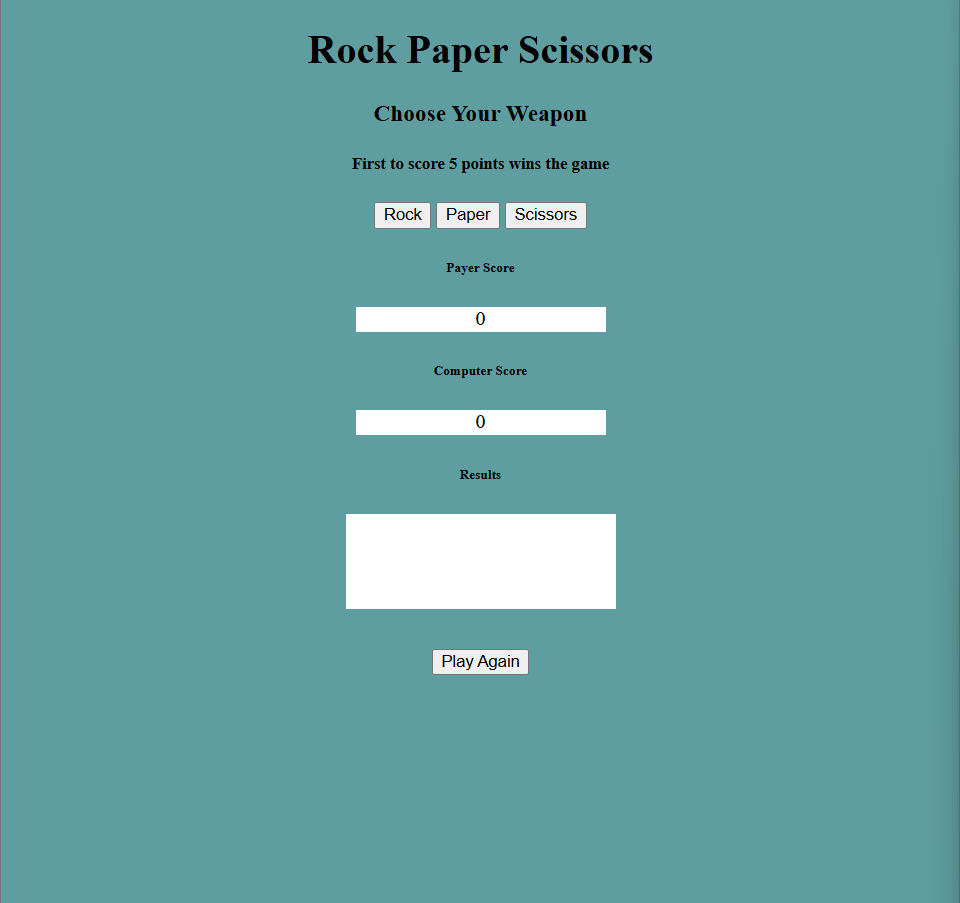 Rock Paper Scissors
Choose Your Weapon
First to score 5 points wins the game
Rock Paper Scissors
Payer Score
0
Computer Score
0
Results
Play Again